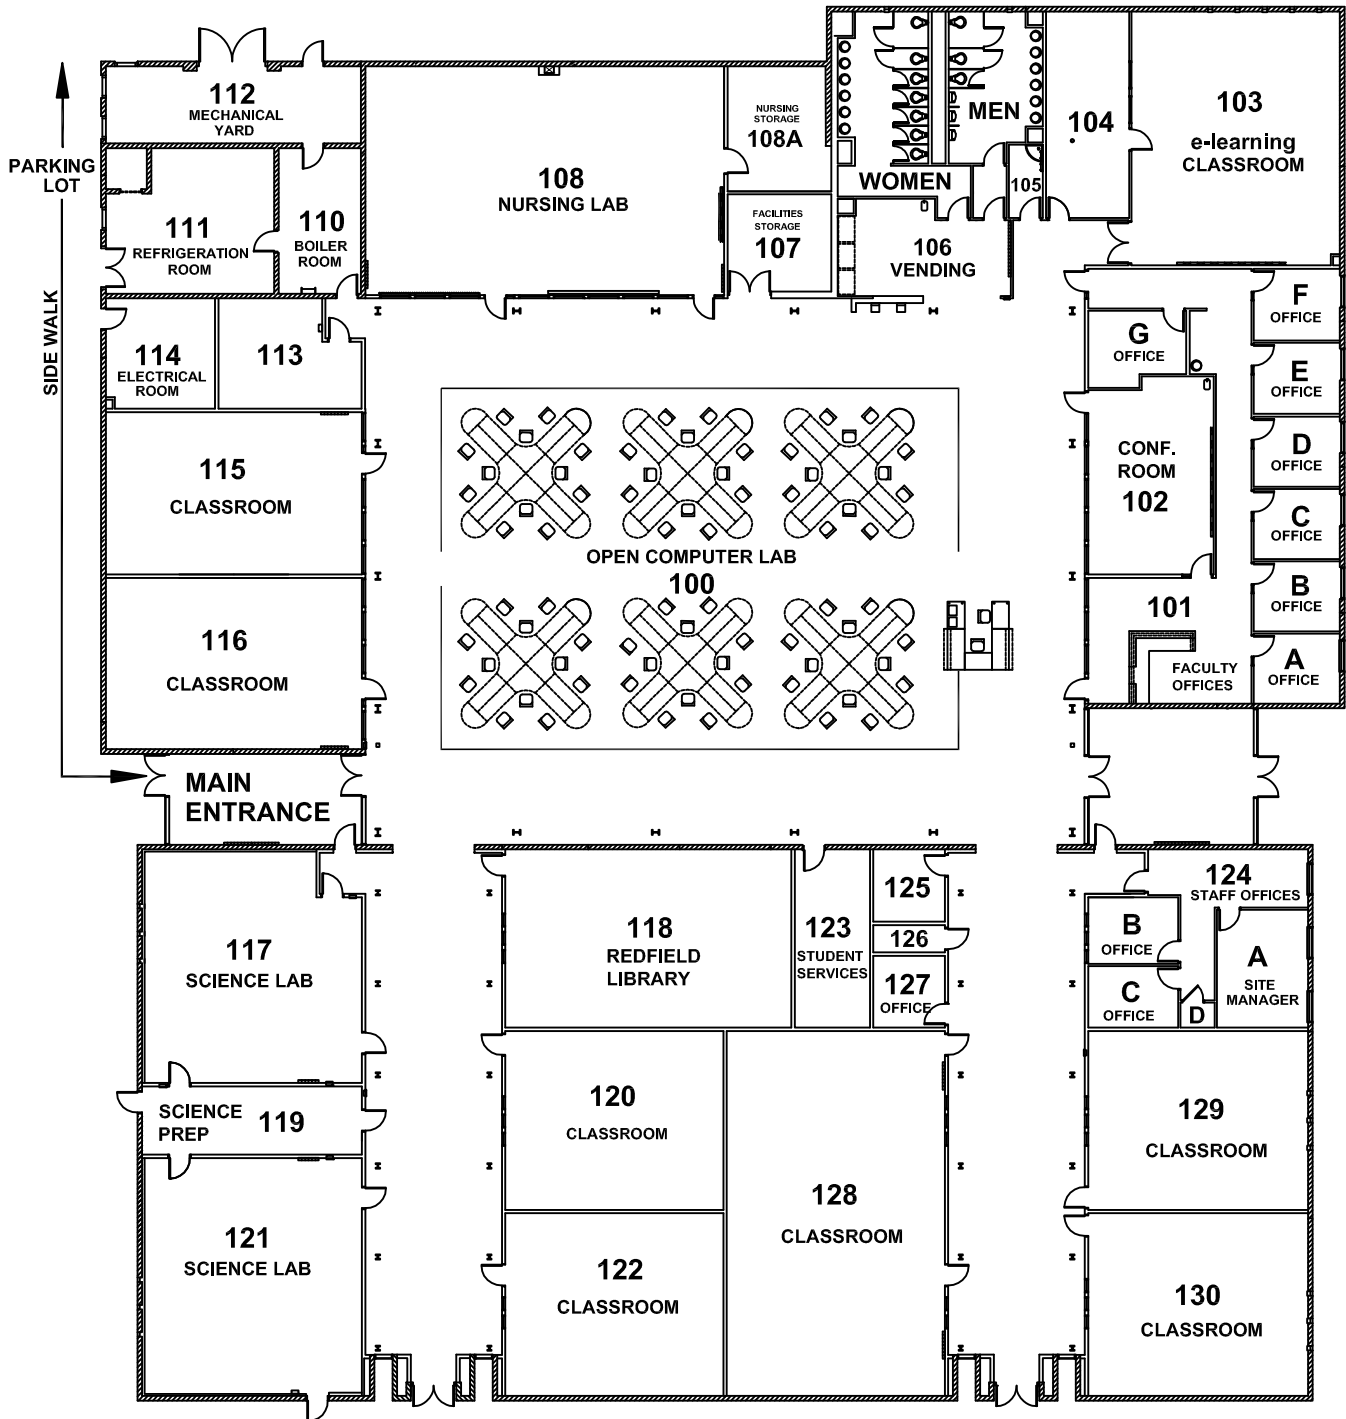 112
MECHANICAL
YARD
PARKING
LOT
SIDE WALK
111
REFRIGERATION
ROOM
110
BOILER
ROOM
108
NURSING LAB
NURSING
STORAGE
108A
FACILITIES
STORAGE
107
WOMEN
MEN
105
104
106
VENDING
103
e-learning
CLASSROOM
114
ELECTRICAL
ROOM
113
G
OFFICE
F
OFFICE
E
OFFICE
D
OFFICE
C
OFFICE
B
OFFICE
A
OFFICE
CONF.
ROOM
102
101
FACULTY
OFFICES
115
CLASSROOM
116
CLASSROOM
OPEN COMPUTER LAB
100
MAIN
ENTRANCE
117
SCIENCE LAB
118
REDFIELD
LIBRARY
123
STUDENT
SERVICES
125
126
127
OFFICE
124
STAFF OFFICES
B
OFFICE
C
OFFICE
D
A
SITE
MANAGER
SCIENCE
PREP
119
120
CLASSROOM
128
CLASSROOM
129
CLASSROOM
121
SCIENCE LAB
122
CLASSROOM
130
CLASSROOM